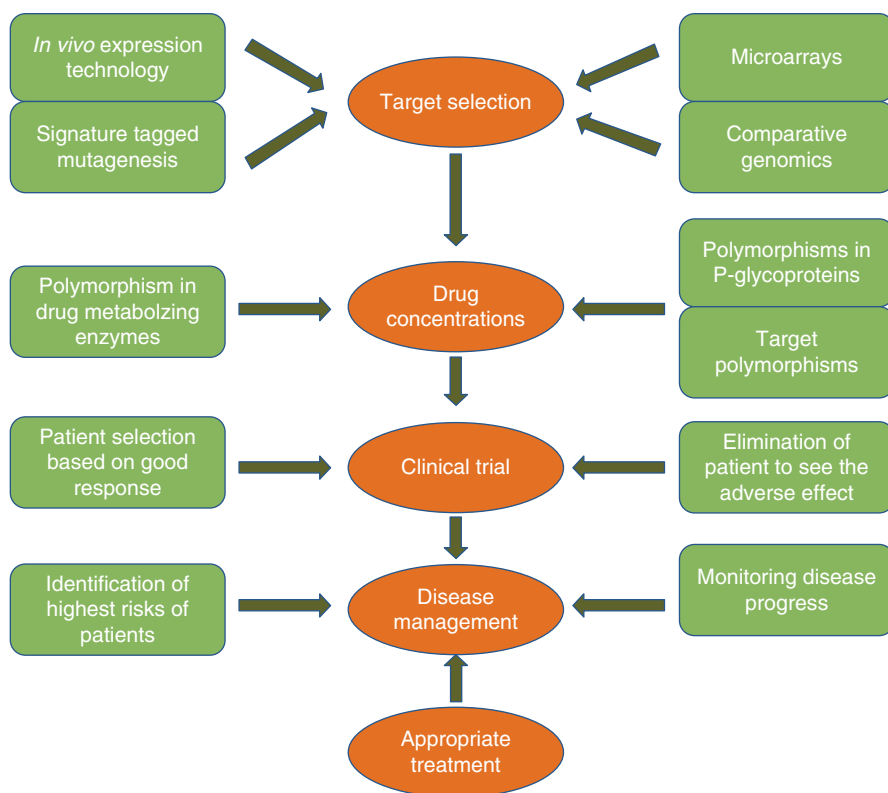 In vivo expression
technology
Signature tagged
mutagenesis
Target selection
Microarrays
Comparative
genomics
Polymorphism in
drug metabolzing
enzymes
Drug
concentrations
Polymorphisms in
P-glycoproteins
Target
polymorphisms
Patient selection
based on good
response
Clinical trial
Elimination of
patient to see the
adverse effect
Identification of
highest risks of
patients
Disease
management
Monitoring disease
progress
Appropriate
treatment